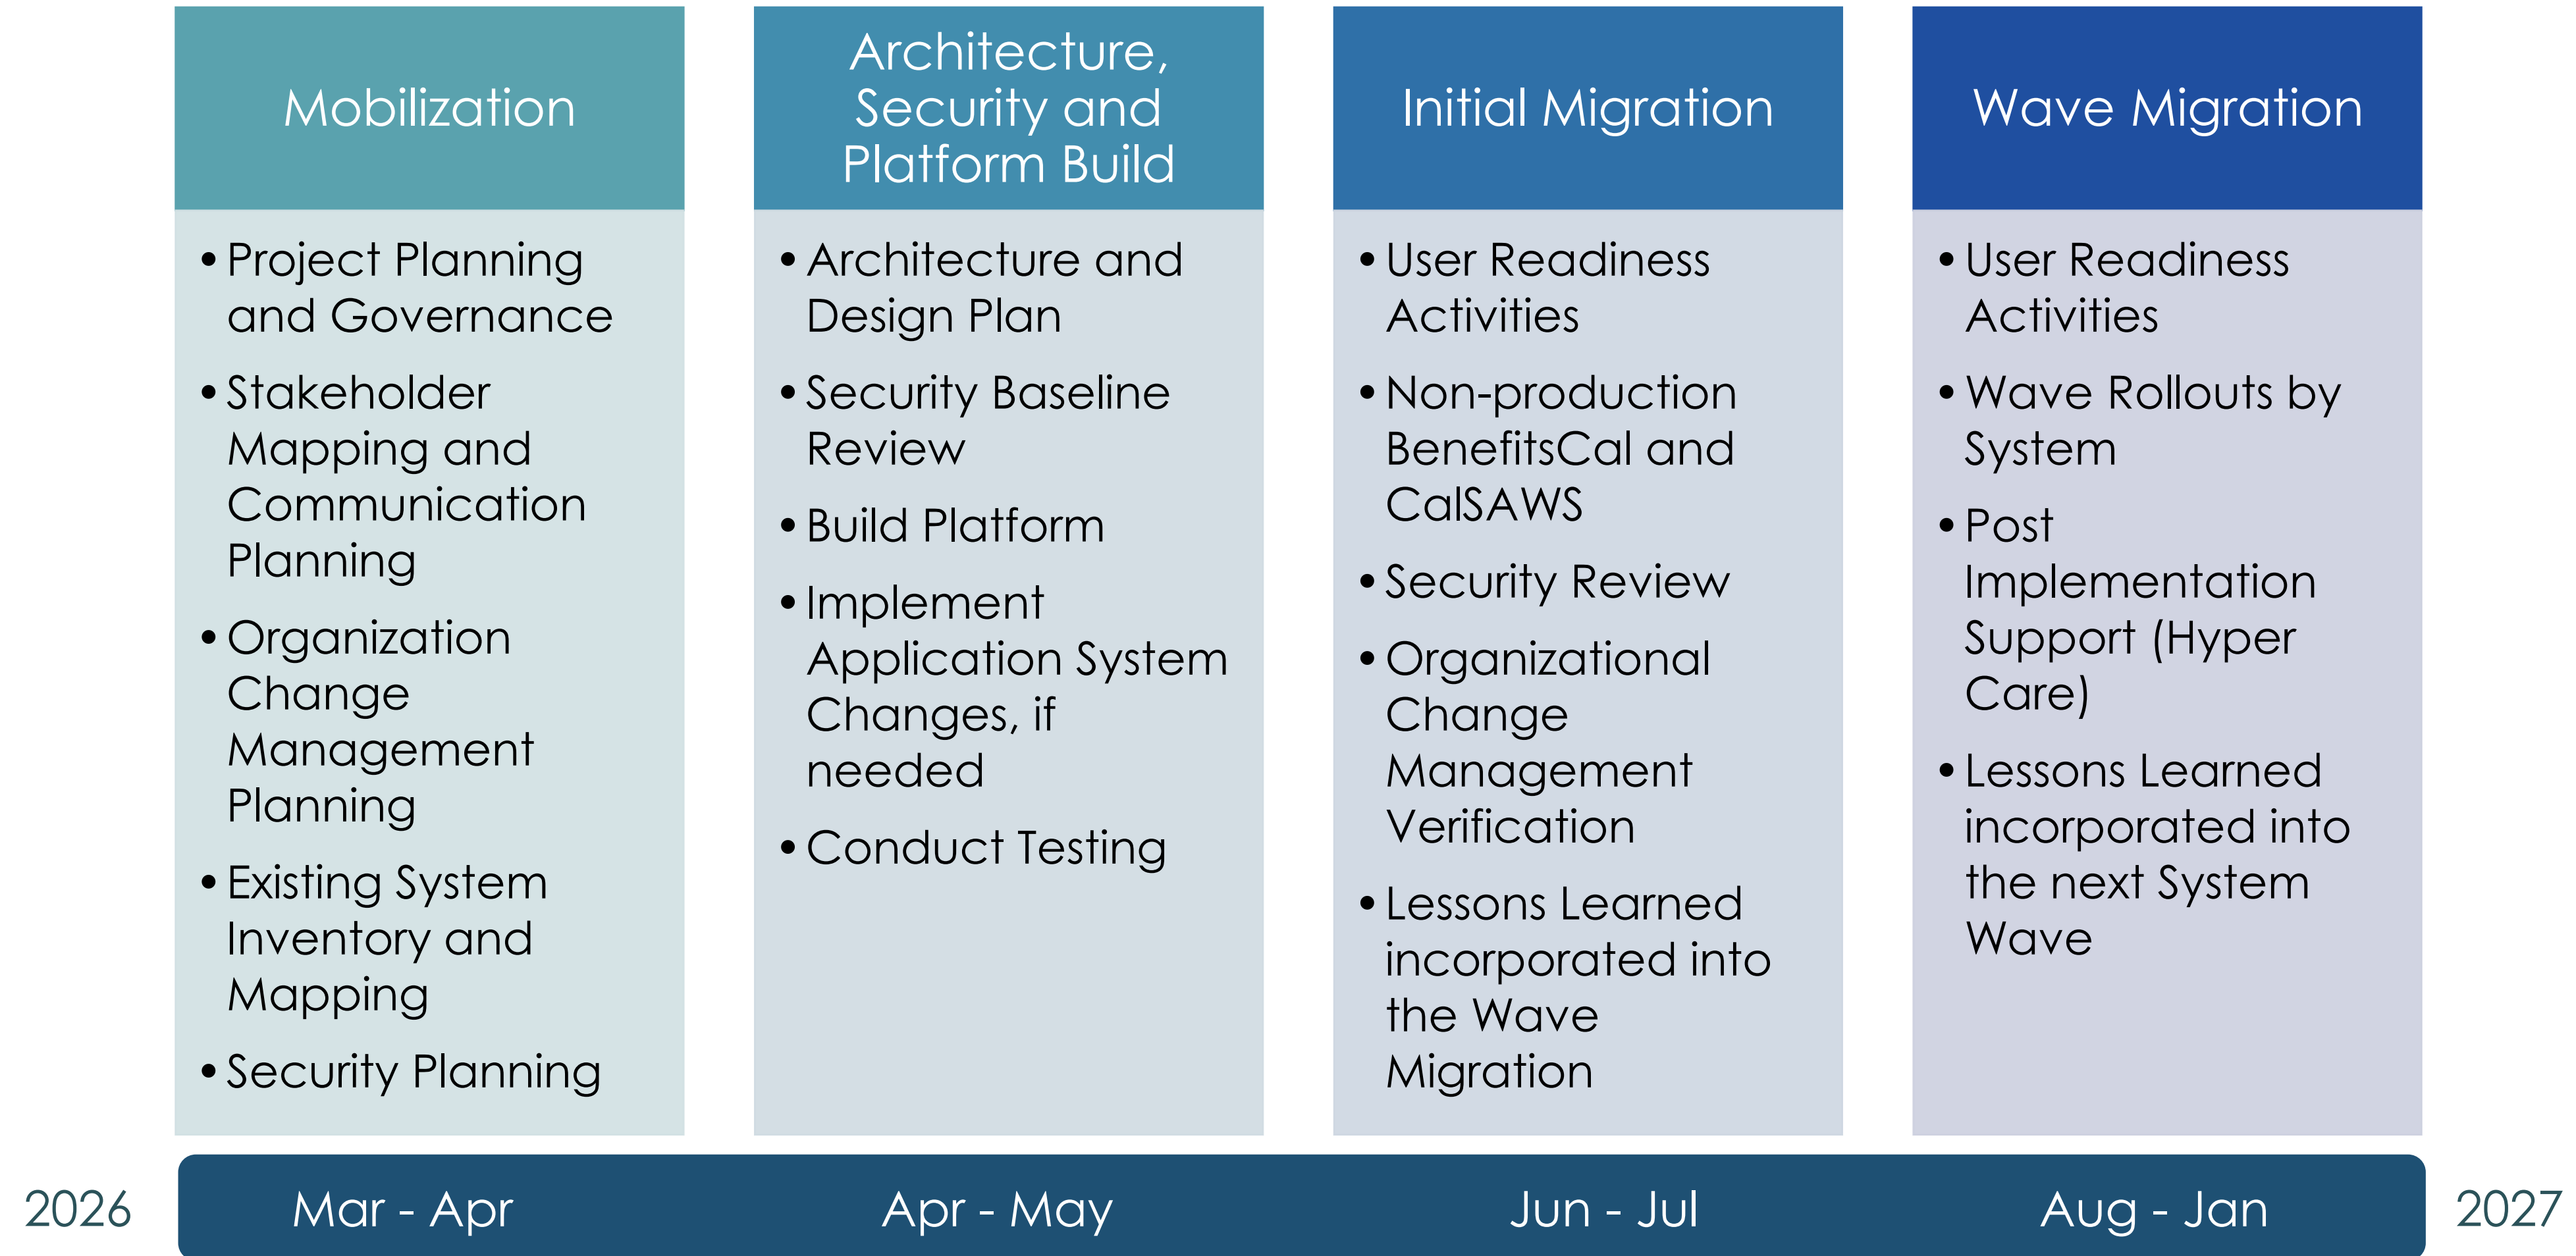 Mobilization
• Project Planning
and Governance
• Stakeholder
Mapping and
Communication
Planning
• Organization
Change
Management
Planning
• Existing System
Inventory and
Mapping
• Security Planning
Architecture,
Security and
Platform Build
• Architecture and
Design Plan
• Security Baseline
Review
• Build Platform
• Implement
Application System
Changes, if
needed
• Conduct Testing
Initial Migration
• User Readiness
Activities
• Non-production
BenefitsCal and
CalSAWS
• Security Review
• Organizational
Change
Management
Verification
• Lessons Learned
incorporated into
the Wave
Migration
Wave Migration
• User Readiness
Activities
• Wave Rollouts by
System
• Post
Implementation
Support (Hyper
Care)
• Lessons Learned
incorporated into
the next System
Wave
2026 Mar - Apr Apr - May Jun - Jul Aug - Jan 2027